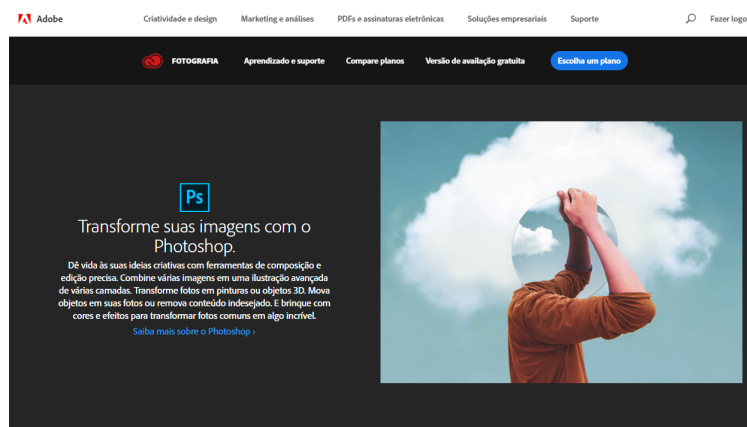 Adobe
Criatividade e design
Marketing e análises
PDFs e assinaturas eletrônicas
Soluções empresariais
Suporte
Fazer logo
FOTOGRAFIA
Aprendizado e suporte
Compare planos
Versão de availação gratuita
Escolha um plano
Ps
Transforme suas imagens com o
Photoshop.
Dê vida às suas ideias criativas com ferramentas de composição e
edição precisa. Combine várias imagens em uma ilustração avançada
de várias camadas. Transforme fotos em pinturas ou objetos 3D. Mova
objetos em suas fotos ou remova conteúdo indesejado. E brinque com
cores e efeitos para transformar fotos comuns em algo incrível.
Saiba mais sobre o Photoshop ›